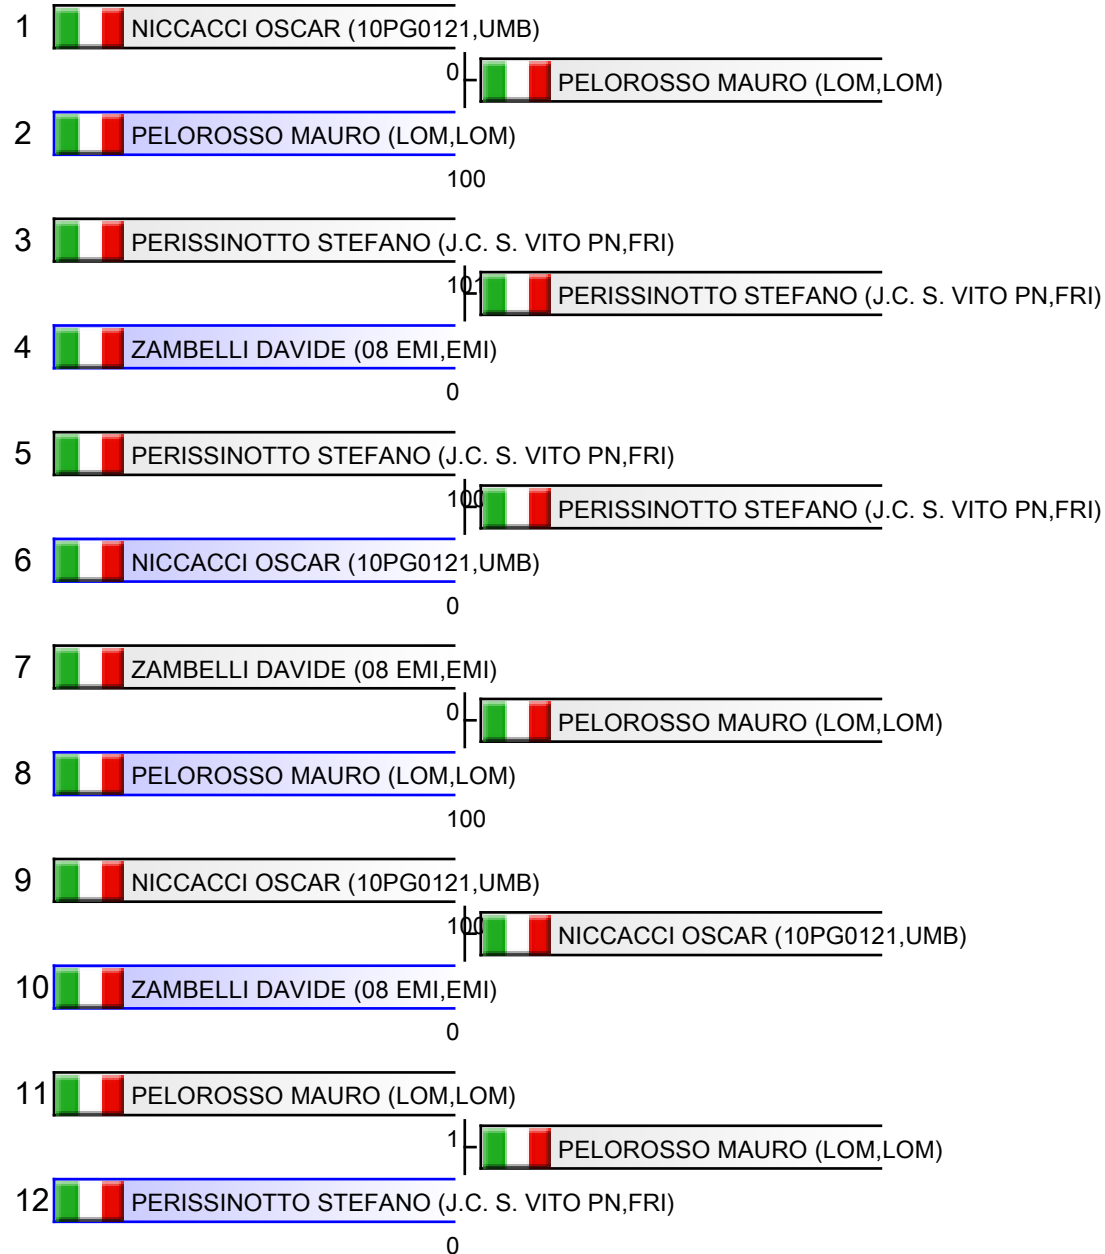 1 NICCACCI OSCAR (10PG0121,UMB)
0 PELOROSSO MAURO (LOM,LOM)
2 PELOROSSO MAURO (LOM,LOM)
100
3 PERISSINOTTO STEFANO (J.C. S. VITO PN,FRI)
101 PERISSINOTTO STEFANO (J.C. S. VITO PN,FRI)
4 ZAMBELLI DAVIDE (08 EMI,EMI)
0
5 PERISSINOTTO STEFANO (J.C. S. VITO PN,FRI)
100 PERISSINOTTO STEFANO (J.C. S. VITO PN,FRI)
6 NICCACCI OSCAR (10PG0121,UMB)
0
7 ZAMBELLI DAVIDE (08 EMI,EMI)
0 PELOROSSO MAURO (LOM,LOM)
8 PELOROSSO MAURO (LOM,LOM)
100
9 NICCACCI OSCAR (10PG0121,UMB)
100 NICCACCI OSCAR (10PG0121,UMB)
10 ZAMBELLI DAVIDE (08 EMI,EMI)
0
11 PELOROSSO MAURO (LOM,LOM)
1 PELOROSSO MAURO (LOM,LOM)
12 PERISSINOTTO STEFANO (J.C. S. VITO PN,FRI)
0